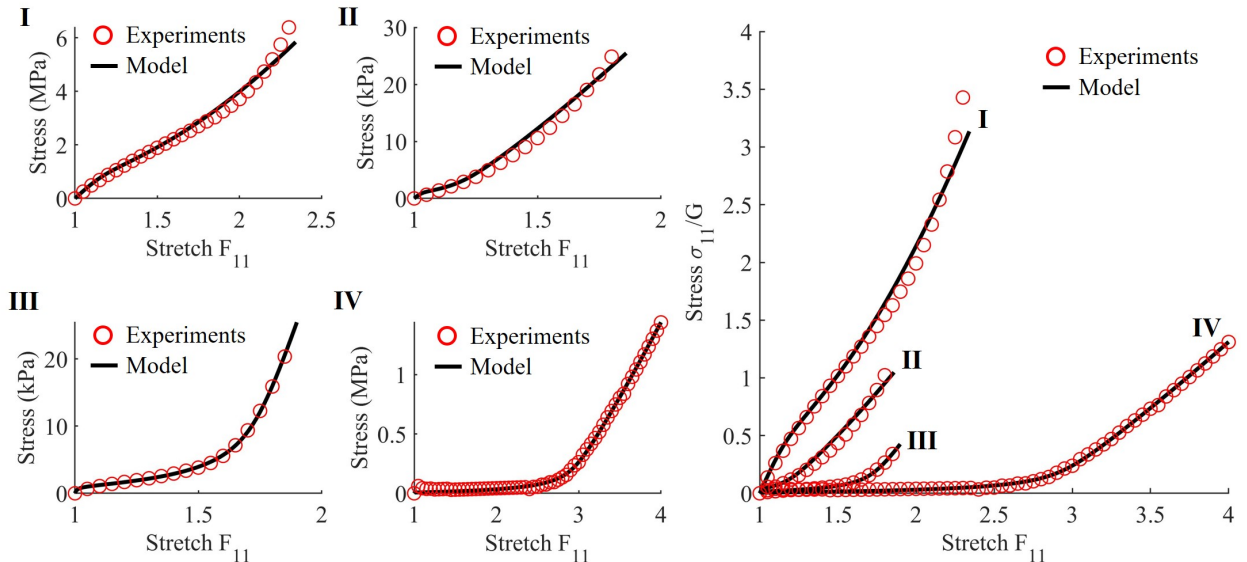 I
Experiments
Model
Stress (MPa)
6
4
2
0
1
1.5
2
2.5
Stretch F11
II
Experiments
Model
Stress (kPa)
30
20
10
0
1
1.5
2
Stretch F11
III
Experiments
Model
Stress (kPa)
20
10
0
1
1.5
2
Stretch F11
IV
Experiments
Model
Stress (MPa)
1
0.5
0
1
2
3
4
Stretch F11
Experiments
Model
Stress σ11/G
4
3.5
3
2.5
2
1.5
1
0.5
0
I
II
III
IV
1
1.5
2
2.5
3
3.5
4
Stretch F11